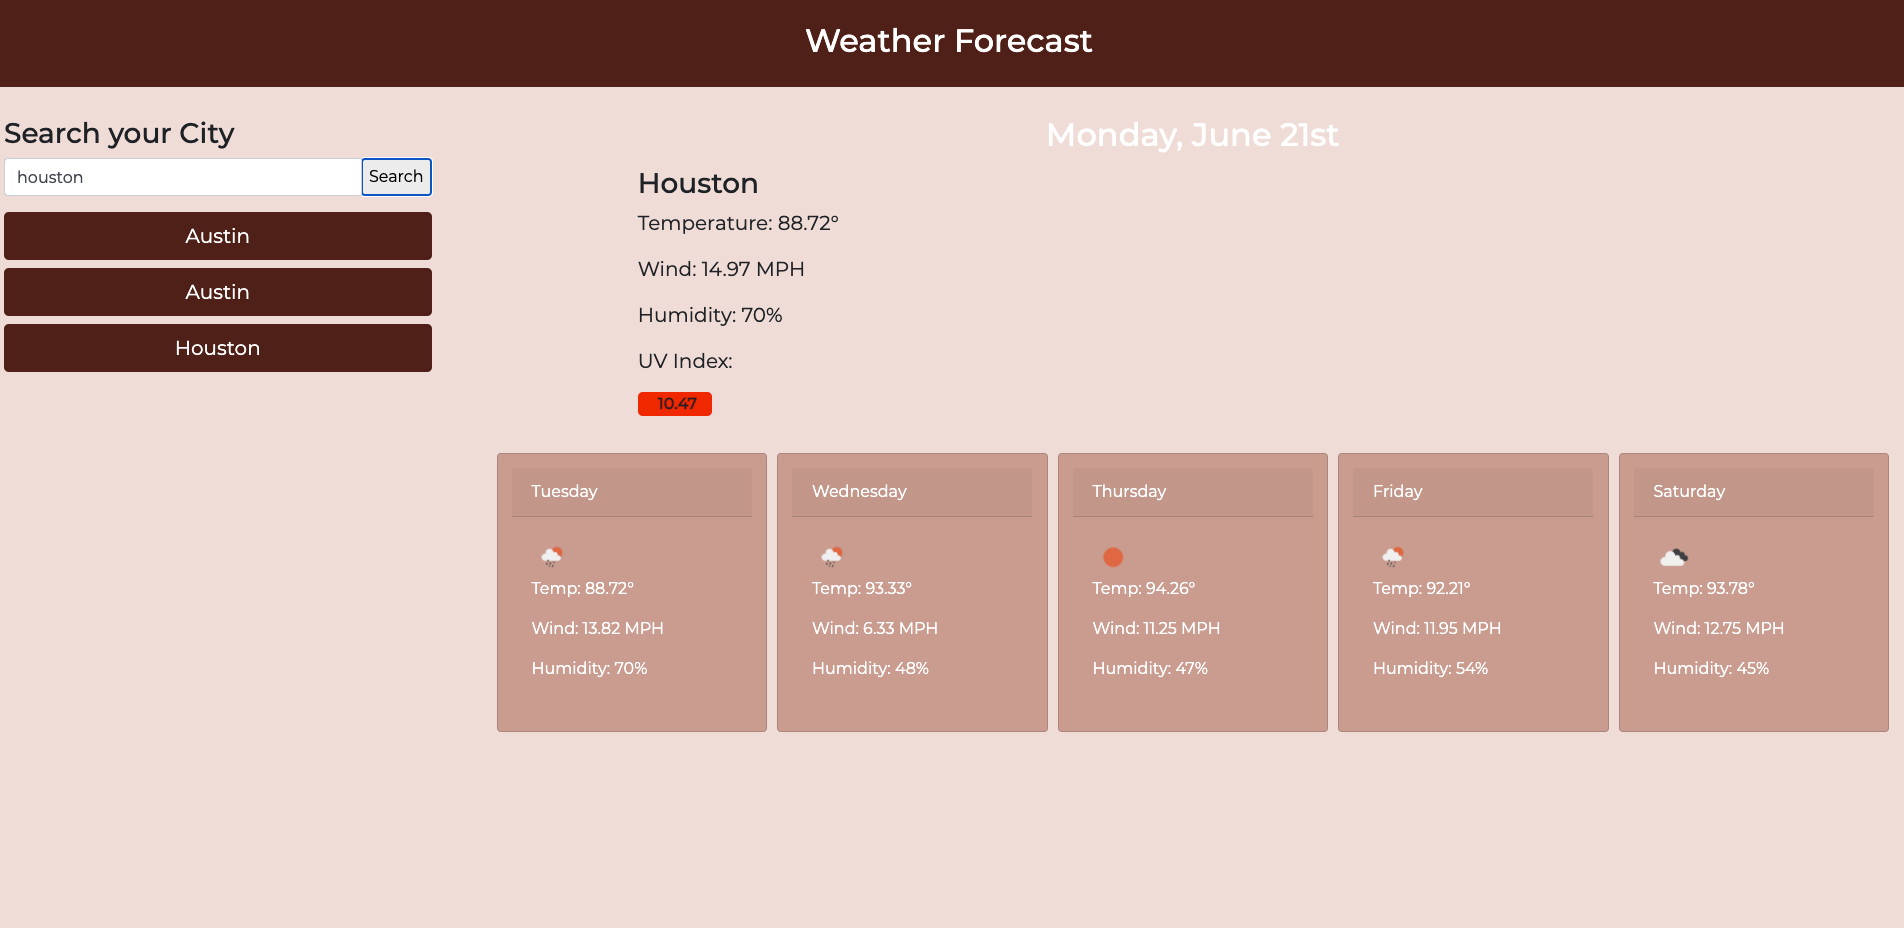 Weather Forecast
Search your City
houston
Search
Austin
Austin
Houston
Monday, June 21st
Houston
Temperature: 88.72°
Wind: 14.97 MPH
Humidity: 70%
UV Index:
10.47
Tuesday
Temp: 88.72°
Wind: 13.82 MPH
Humidity: 70%
Wednesday
Temp: 93.33°
Wind: 6.33 MPH
Humidity: 48%
Thursday
Temp: 94.26°
Wind: 11.25 MPH
Humidity: 47%
Friday
Temp: 92.21°
Wind: 11.95 MPH
Humidity: 54%
Saturday
Temp: 93.78°
Wind: 12.75 MPH
Humidity: 45%